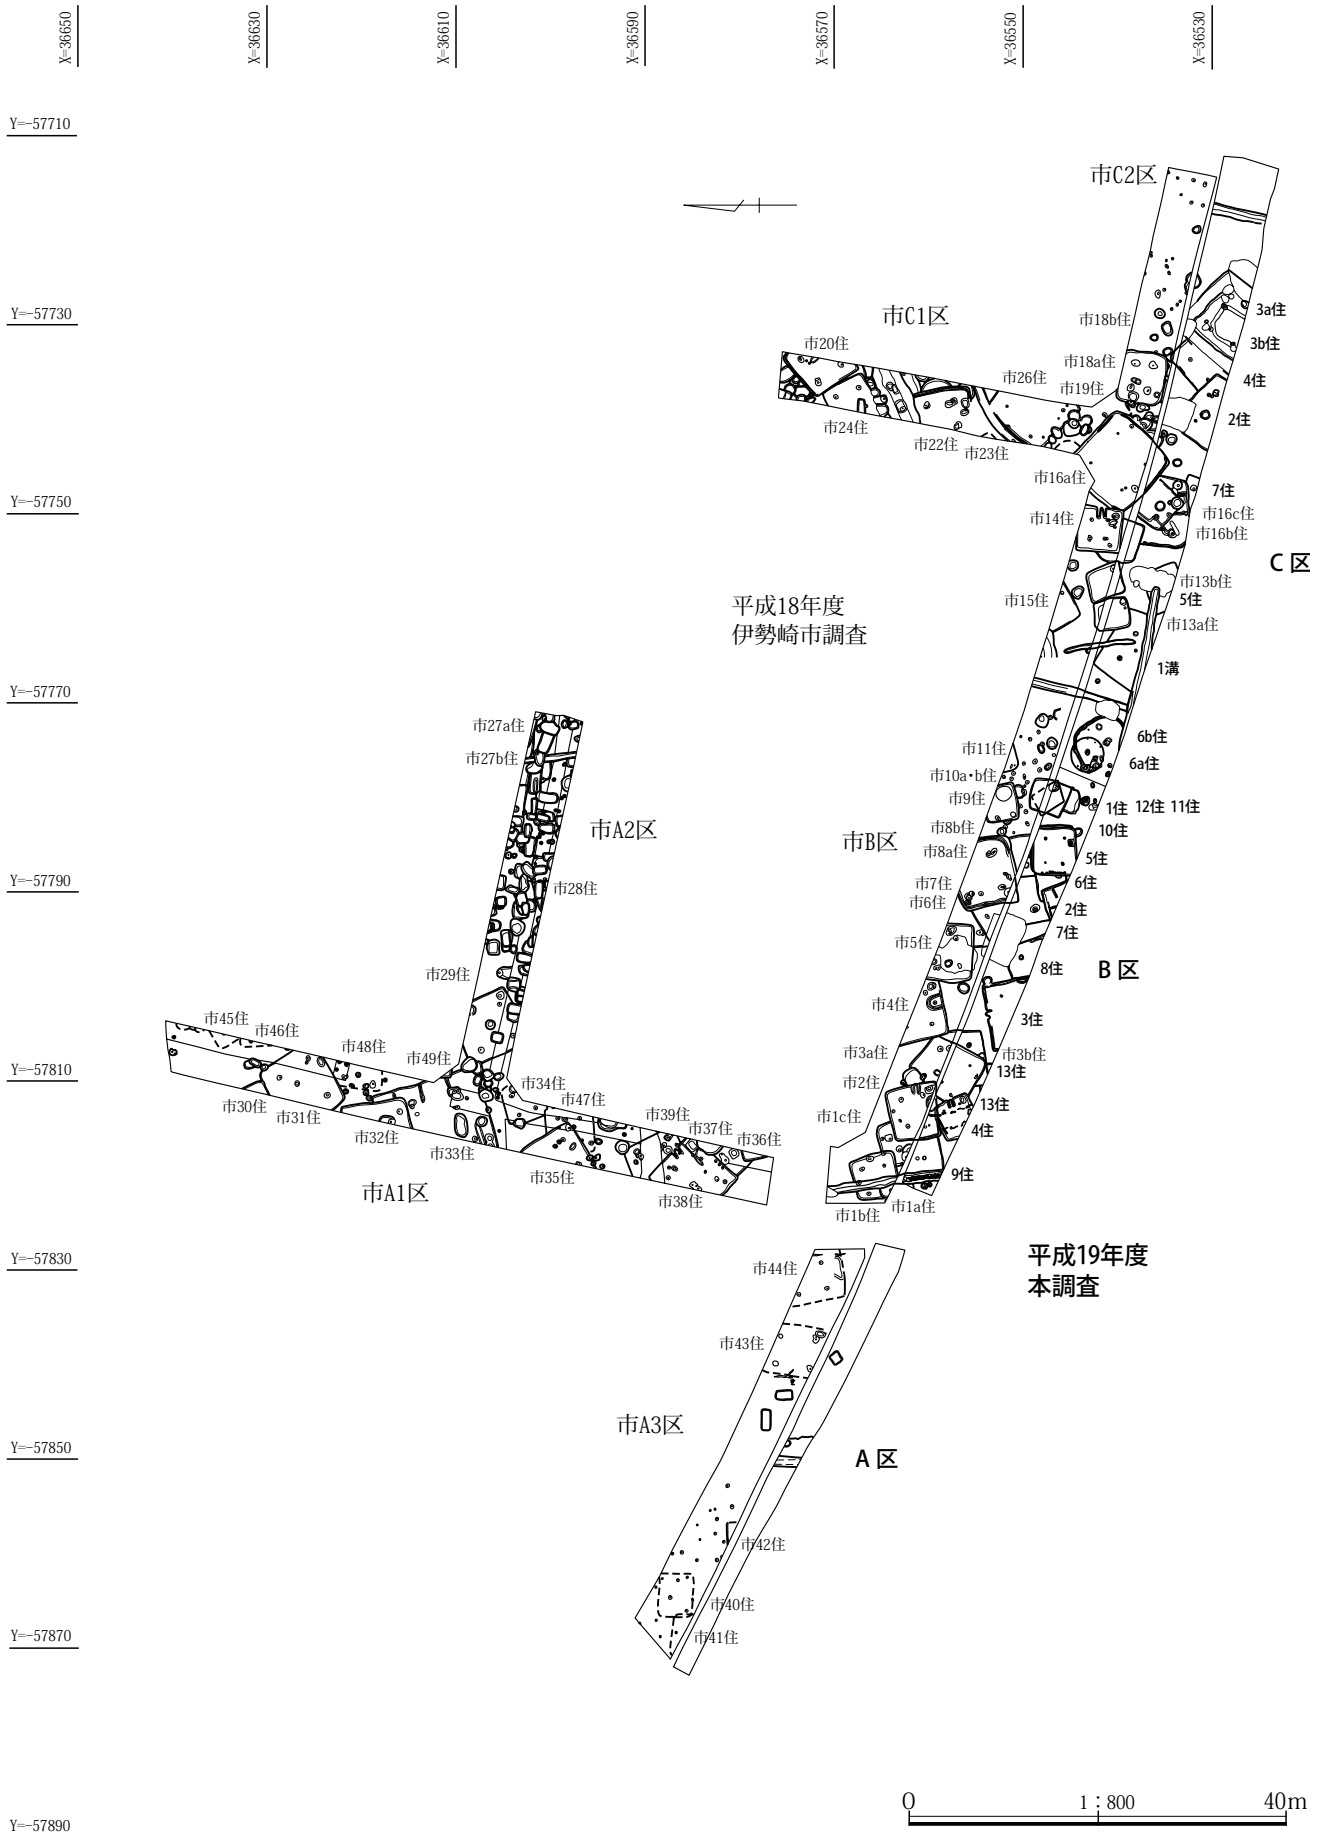 X=36650
X=36630
X=36610
X=36590
X=36570
X=36550
X=36530
Y=-57710
Y=-57730
Y=-57750
Y=-57770
Y=-57790
Y=-57810
Y=-57830
Y=-57850
Y=-57870
Y=-57890
市C2区
市C1区
市18b住
市20住
市18a住
市26住
市19住
市24住
市22住
市23住
市16a住
市14住
市15住
3a住
3b住
4住
2住
7住
市16c住
市16b住
C 区
市13b住
5住
市13a住
1溝
平成18年度
伊勢崎市調査
6b住
6a住
市11住
市10a・b住
市9住
市8b住
市B区
市8a住
市7住
市6住
市5住
市4住
市3a住
市2住
市1c住
1住 12住 11住
10住
5住
6住
2住
7住
8住
B 区
3住
市3b住
13住
13住
4住
9住
市1b住
市1a住
市27a住
市27b住
市A2区
市28住
市29住
市45住
市46住
市48住
市49住
市34住
市47住
市39住
市37住
市36住
市30住
市31住
市32住
市33住
市35住
市38住
市A1区
平成19年度
本調査
市44住
市43住
市A3区
A 区
市42住
市40住
市41住
0
1：800
40m